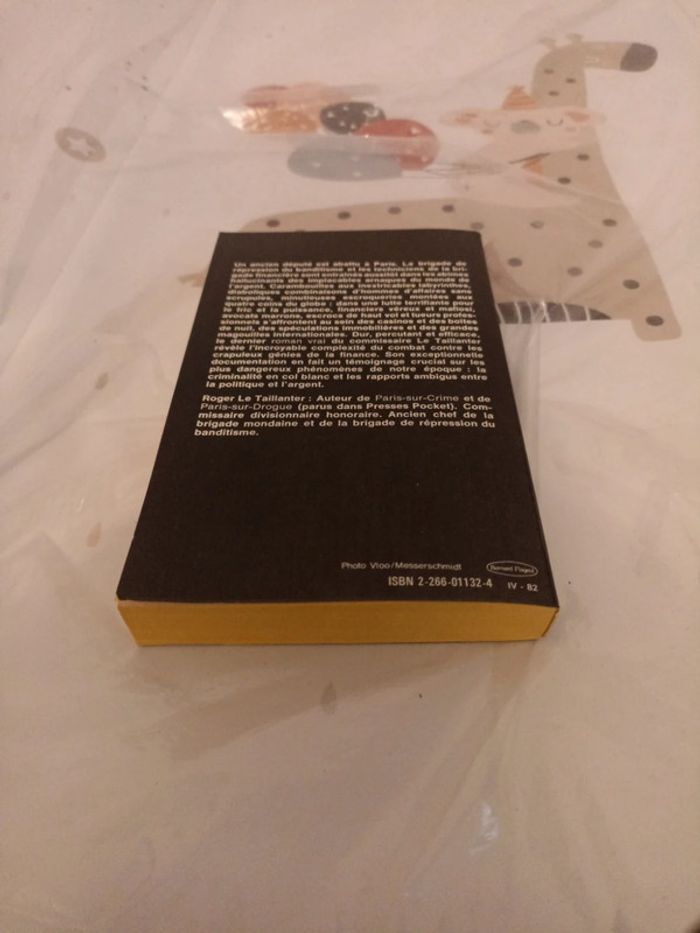 Un ancien député est abattu à Paris. La brigade de
répression du banditisme et les techniciens de la bri-
gade financière sont entraînés aussitôt dans les abîmes
hallucinants des implacables arnaques du monde de
l'argent. Carambouilles aux inextricables labyrinthes,
diaboliques combinaisons d'hommes d'affaires sans
scrupules, minutieuses escroqueries montées aux
quatre coins du globe : dans une lutte terrifiante pour
le fric et la puissance, financiers véreux et mafiosi,
avocats marrons, escrocs de haut vol et tueurs profes-
sionnels s'affrontent au sein des casinos et des boîtes
de nuit, des spéculations immobilières et des grandes
magouilles internationales. Dur, percutant et efficace,
le dernier roman vrai du commissaire Le Taillanter
révèle l'incroyable complexité du combat contre les
crapuleux génies de la finance. Son exceptionnelle
documentation en fait un témoignage crucial sur les
plus dangereux phénomènes de notre époque : la
criminalité en col blanc et les rapports ambigus entre
la politique et l'argent.
Roger Le Taillanter : Auteur de Paris-sur-Crime et de
Paris-sur-Drogue (parus dans Presses Pocket). Com-
missaire divisionnaire honoraire. Ancien chef de la
brigade mondaine et de la brigade de répression du
banditisme.
Photo Vloo/Messerschmidt
ISBN 2-266-01132-4
IV - 82